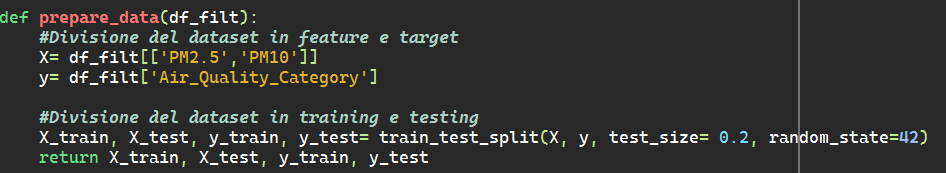 def prepare_data(df_filt):
#Divisione del dataset in feature e target
X= df_filt[['PM2.5','PM10']]
y= df_filt['Air_Quality_Category']
#Divisione del dataset in training e testing
X_train, X_test, y_train, y_test= train_test_split(X, y, test_size= 0.2, random_state=42)
return X_train, X_test, y_train, y_test